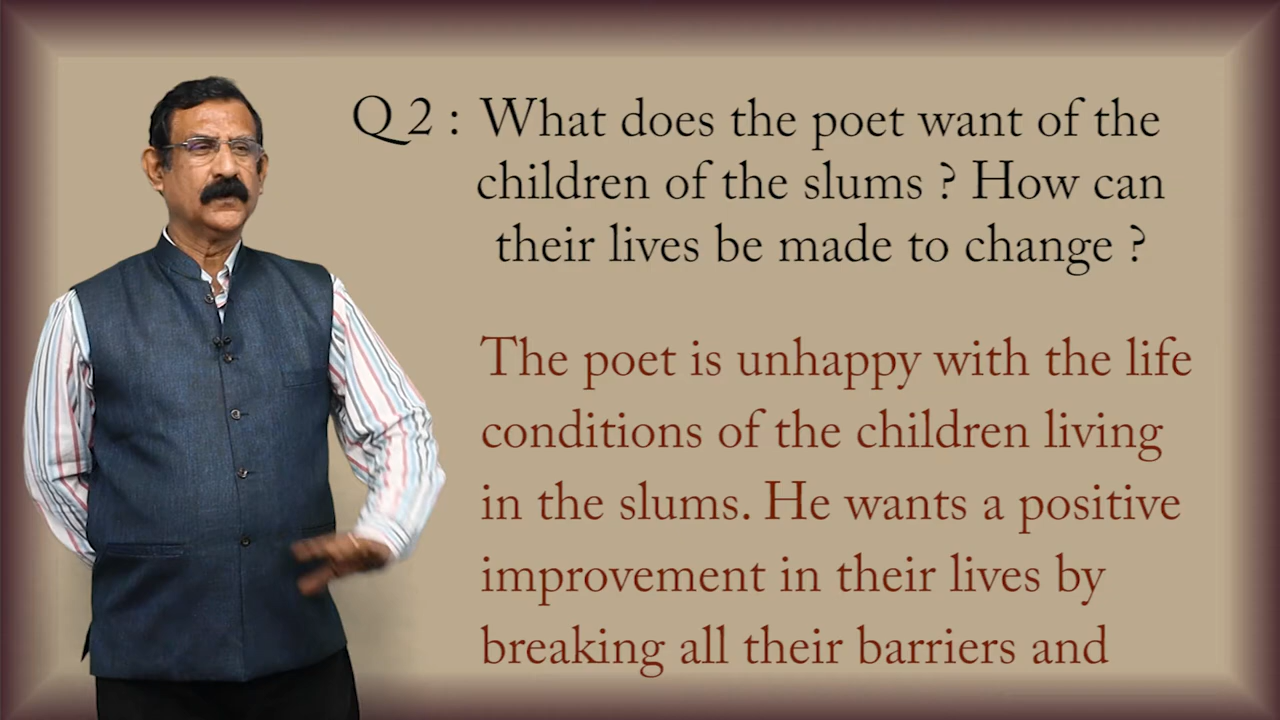 Q 2 : What does the poet want of the
children of the slums ? How can
their lives be made to change ?
The poet is unhappy with the life
conditions of the children living
in the slums. He wants a positive
improvement in their lives by
breaking all their barriers and